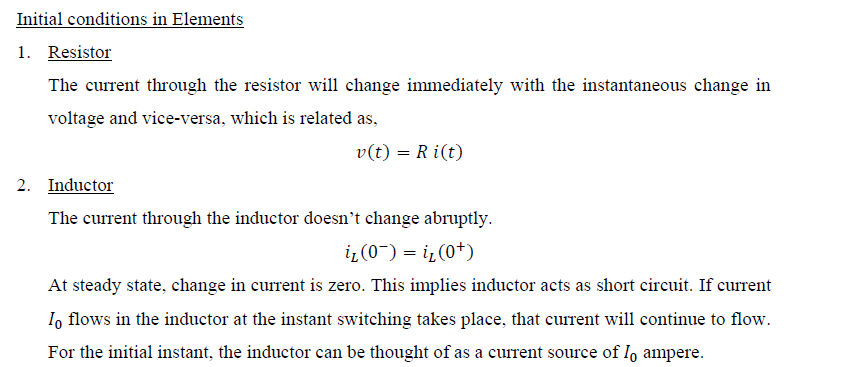 Initial conditions in Elements
1. Resistor
The current through the resistor will change immediately with the instantaneous change in
voltage and vice-versa, which is related as,
v(t) = R i(t)
2. Inductor
The current through the inductor doesn’t change abruptly.
i_L(0⁻) = i_L(0⁺)
At steady state, change in current is zero. This implies inductor acts as short circuit. If current
I₀ flows in the inductor at the instant switching takes place, that current will continue to flow.
For the initial instant, the inductor can be thought of as a current source of I₀ ampere.